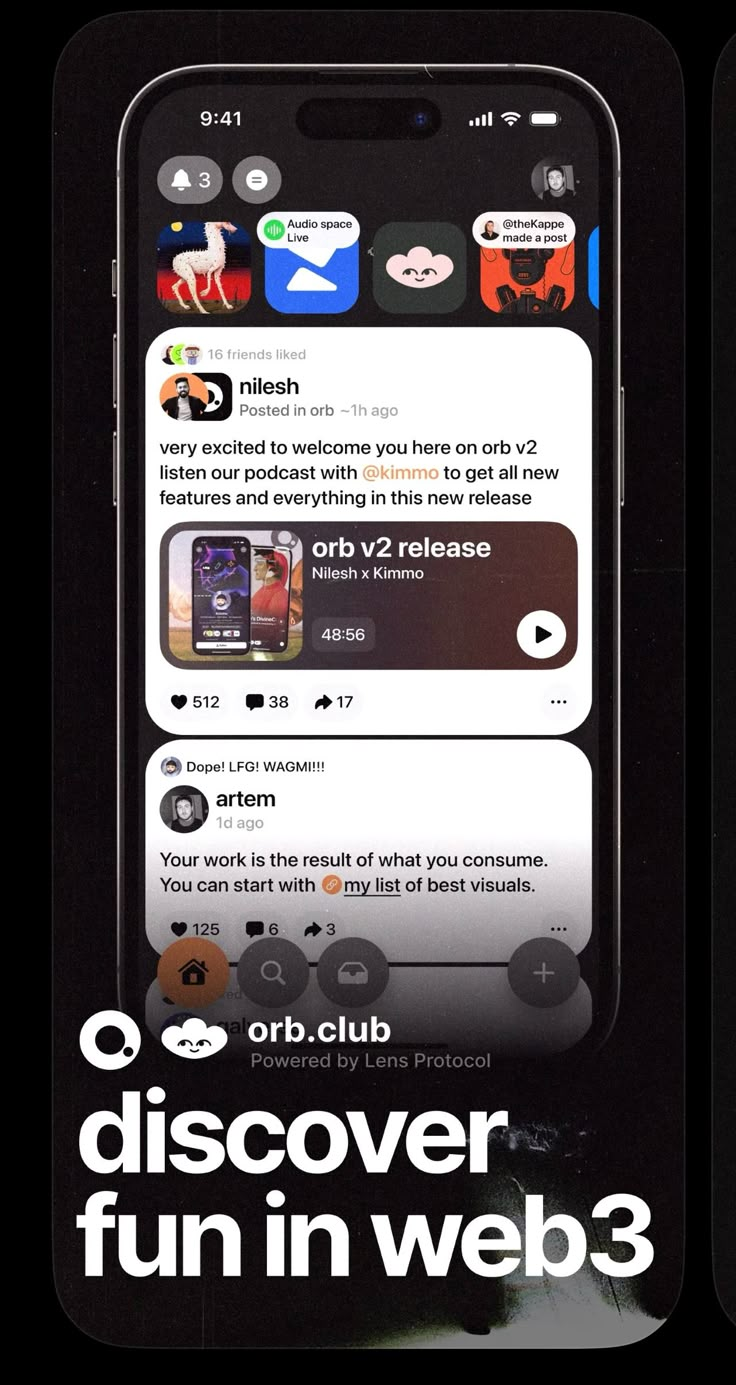 9:41
3
Audio space
Live
@theKappe
made a post
16 friends liked
nilesh
Posted in orb ~1h ago
very excited to welcome you here on orb v2
listen our podcast with @kimmo to get all new
features and everything in this new release
orb v2 release
Nilesh x Kimmo
48:56
512 38 17
Dope! LFG! WAGMI!!!
artem
1d ago
Your work is the result of what you consume.
You can start with my list of best visuals.
125 6 3
orb.club
Powered by Lens Protocol
discover
fun in web3